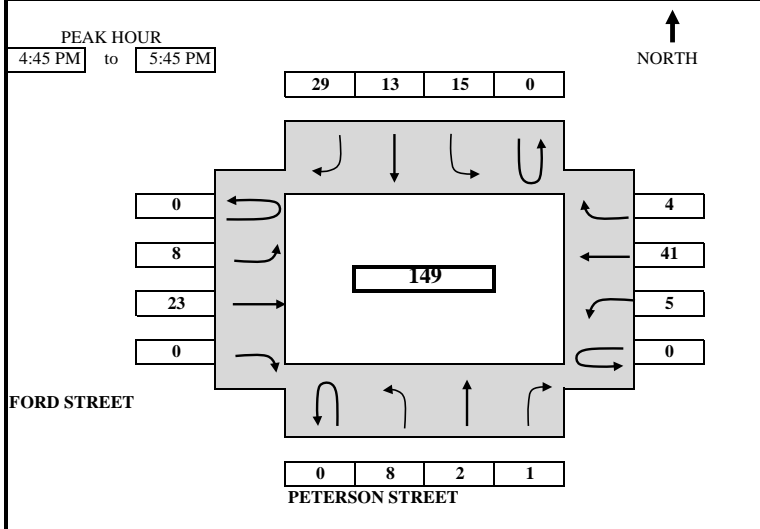 PEAK HOUR
4:45 PM to 5:45 PM
NORTH
29 13 15 0
0 4
8 41
149
23 5
0 0
FORD STREET
0 8 2 1
PETERSON STREET